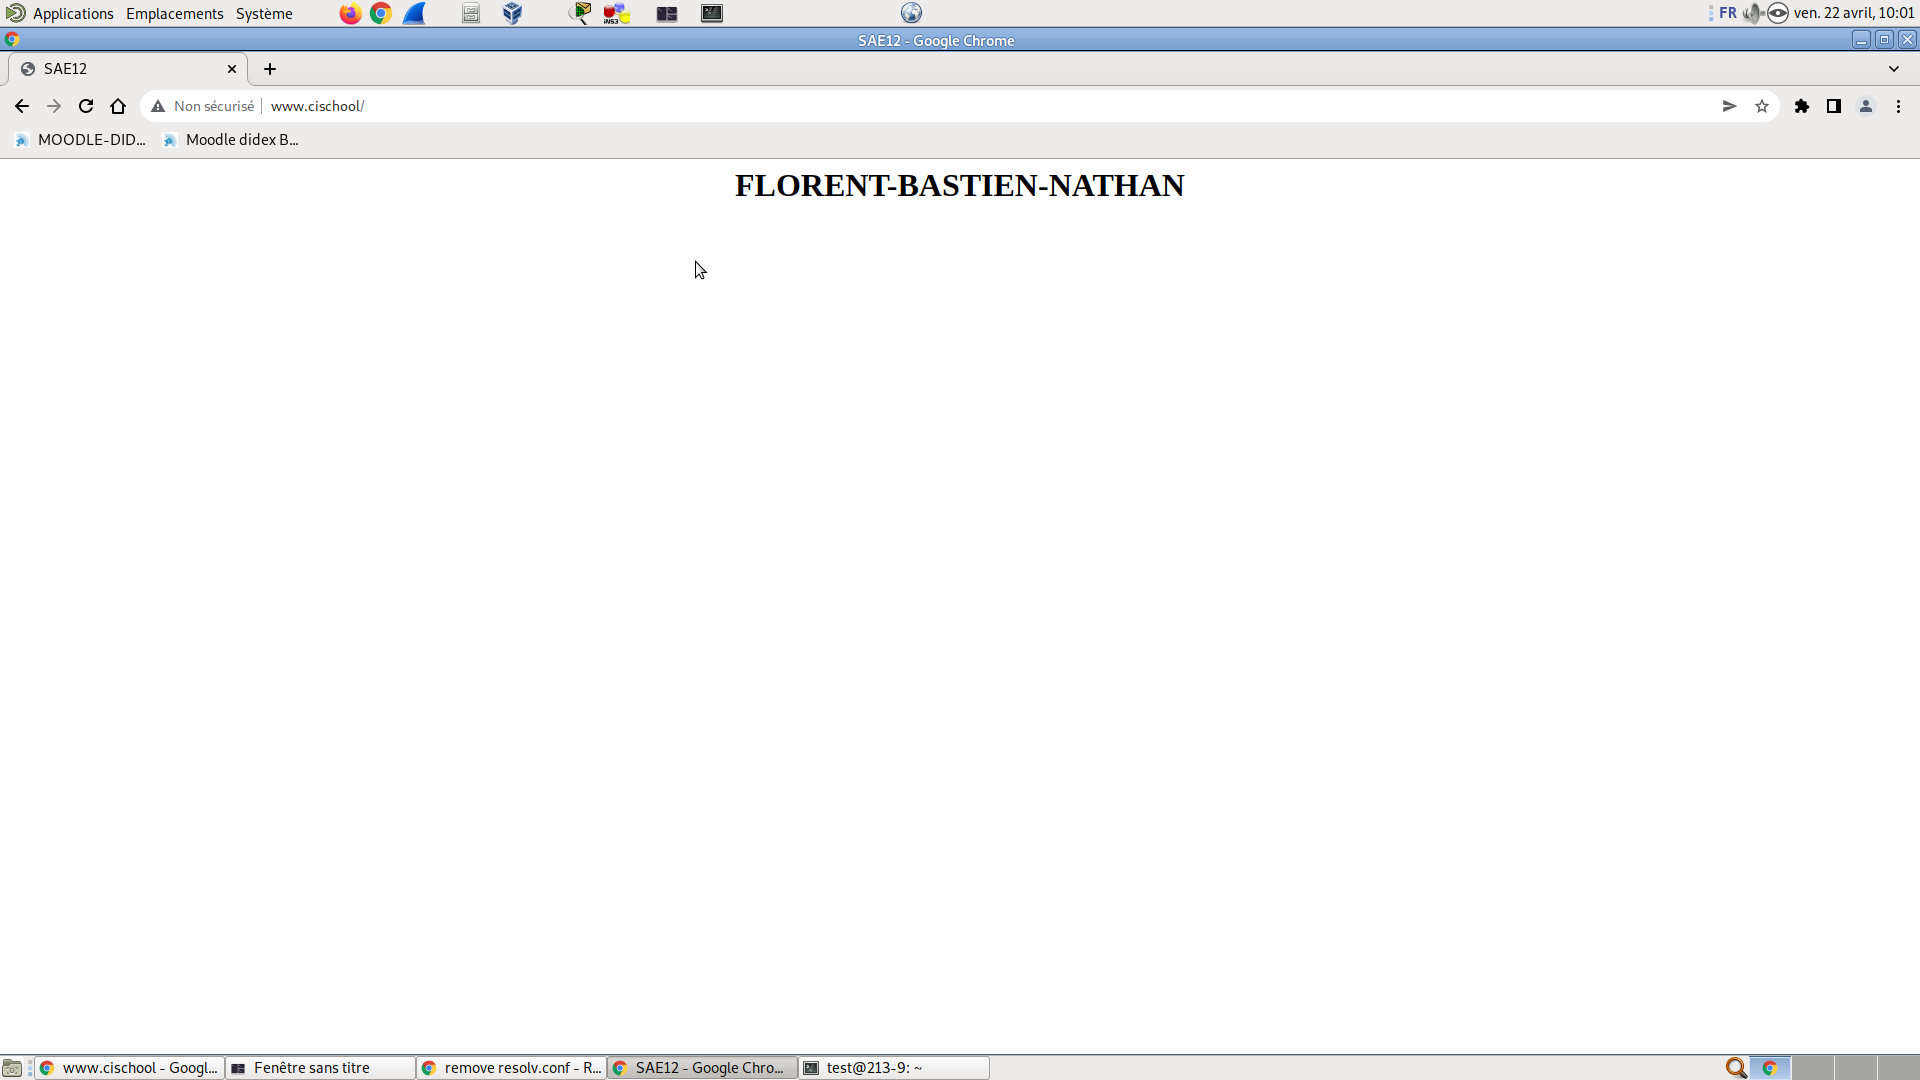 Applications Emplacements Système FR ven. 22 avril, 10:01
SAE12 - Google Chrome
SAE12
Non sécurisé www.cischool/
MOODLE-DID... Moodle didex B...
FLORENT-BASTIEN-NATHAN
www.cischool - Googl... Fenêtre sans titre remove resolv.conf - R... SAE12 - Google Chro... test@213-9: ~